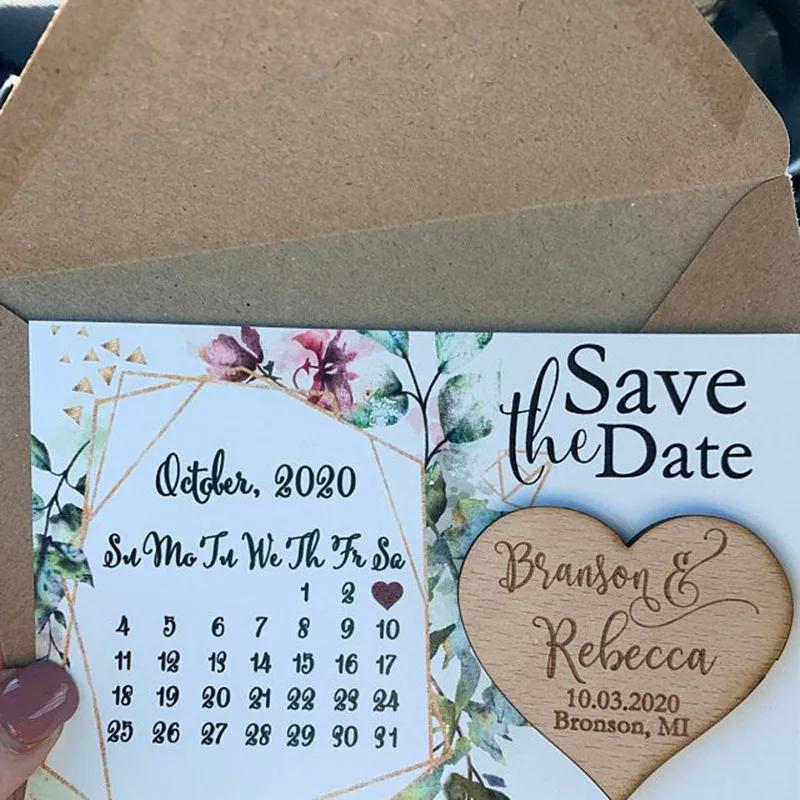 Save
the Date
October, 2020
Su Mo Tu We Th Fr Sa
1 2
4 5 6 7 8 9 10
11 12 13 14 15 16 17
18 19 20 21 22 23 24
25 26 27 28 29 30 31
Branson &
Rebecca
10.03.2020
Bronson, MI